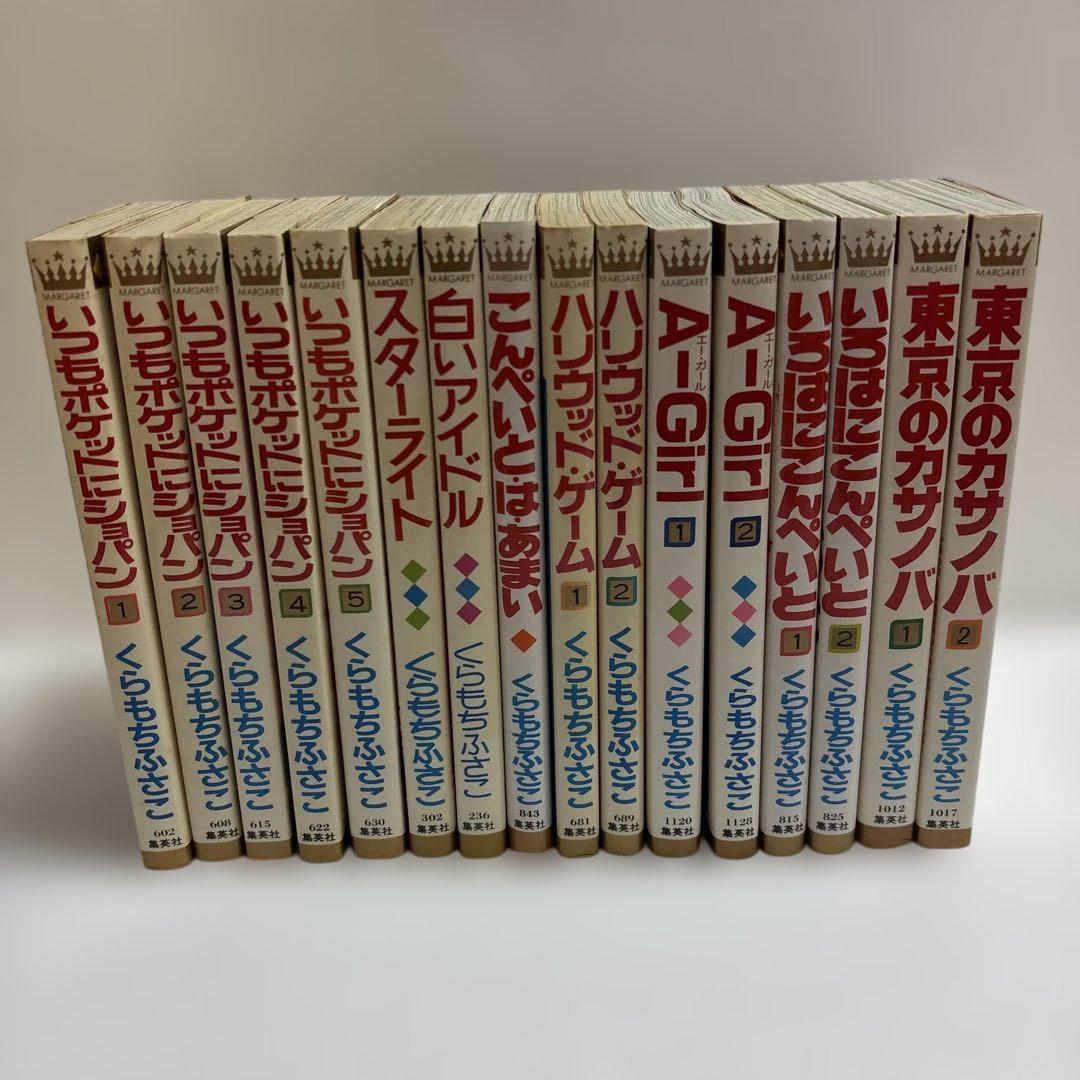 MARGARET
いつもポケットにショパン
1
くらもちふさこ
602
集英社
MARGARET
いつもポケットにショパン
2
くらもちふさこ
608
集英社
MARGARET
いつもポケットにショパン
3
くらもちふさこ
615
集英社
MARGARET
いつもポケットにショパン
4
くらもちふさこ
622
集英社
MARGARET
いつもポケットにショパン
5
くらもちふさこ
630
集英社
MARGARET
スターライト
くらもちふさこ
302
集英社
MARGARET
白いアイドル
くらもちふさこ
236
集英社
MARGARET
こんぺいと・は・あまい
くらもちふさこ
843
集英社
MARGARET
ハリウッド・ゲーム
1
くらもちふさこ
681
集英社
MARGARET
ハリウッド・ゲーム
2
くらもちふさこ
689
集英社
MARGARET
A-Girl
エー・ガール
1
くらもちふさこ
1120
集英社
MARGARET
A-Girl
エー・ガール
2
くらもちふさこ
1128
集英社
MARGARET
いろはにこんぺいと
1
くらもちふさこ
815
集英社
MARGARET
いろはにこんぺいと
2
くらもちふさこ
825
集英社
MARGARET
東京のカサノバ
1
くらもちふさこ
1012
集英社
MARGARET
東京のカサノバ
2
くらもちふさこ
1017
集英社